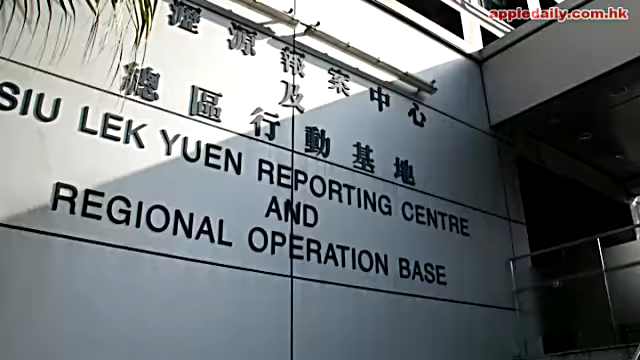 appledaily.com.hk
瀝源報案中心
及
總區行動基地
SIU LEK YUEN REPORTING CENTRE
AND
REGIONAL OPERATION BASE